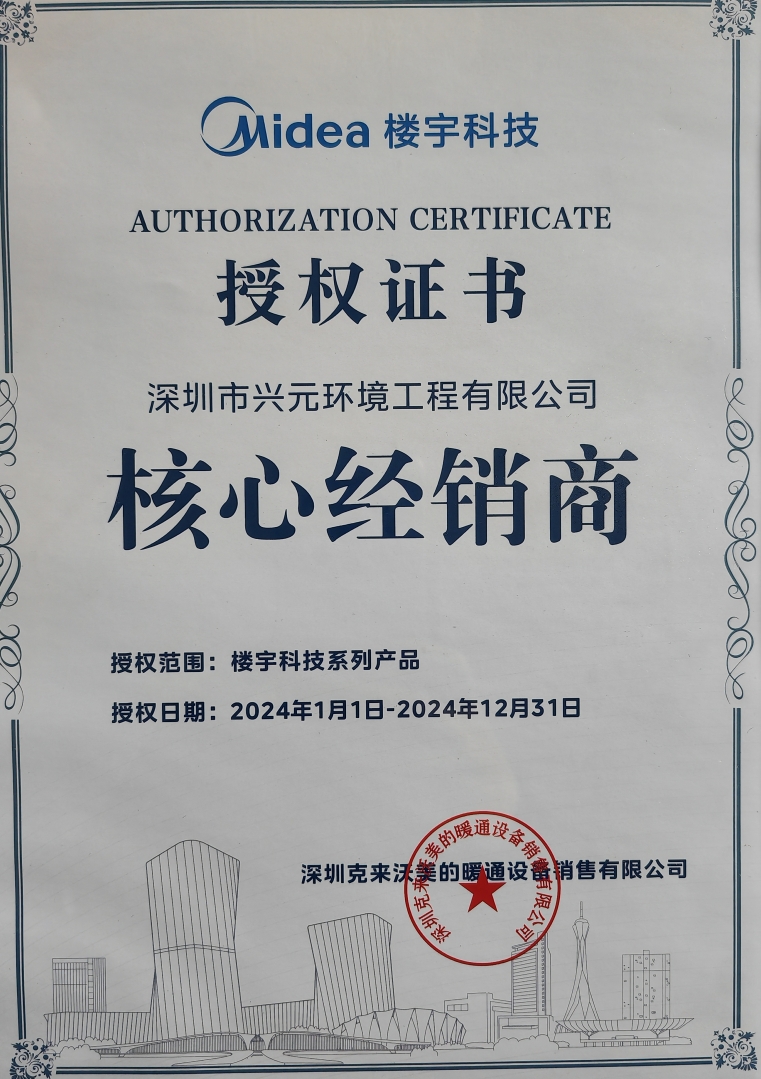 Midea 楼宇科技
AUTHORIZATION CERTIFICATE
授权证书
深圳市兴元环境工程有限公司
核心经销商
授权范围：楼宇科技系列产品
授权日期：2024年1月1日-2024年12月31日
深圳克来沃美的暖通设备销售有限公司
深圳克来沃美的暖通设备销售有限公司